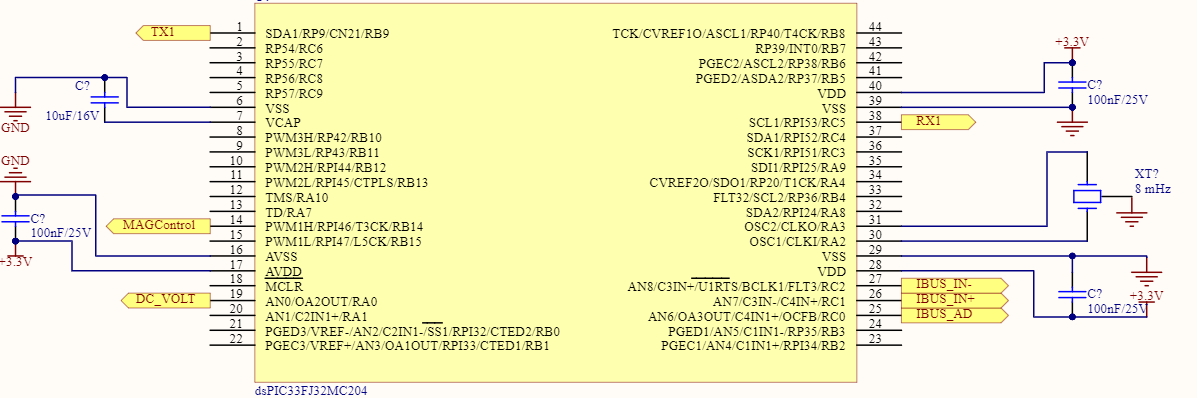 TX1
1 SDA1/RP9/CN21/RB9
2 RP54/RC6
3 RP55/RC7
4 RP56/RC8
5 RP57/RC9
6 VSS
7 VCAP
8 PWM3H/RP42/RB10
9 PWM3L/RP43/RB11
10 PWM2H/RPI44/RB12
11 PWM2L/RPI45/CTPLS/RB13
12 TMS/RA10
13 TD/RA7
14 PWM1H/RPI46/T3CK/RB14
15 PWM1L/RPI47/L5CK/RB15
16 AVSS
17 AVDD
18 MCLR
19 AN0/OA2OUT/RA0
20 AN1/C2IN1+/RA1
21 PGED3/VREF-/AN2/C2IN1-/SS1/RPI32/CTED2/RB0
22 PGEC3/VREF+/AN3/OA1OUT/RPI33/CTED1/RB1
C?
10uF/16V
GND
GND
C?
100nF/25V
+3.3V
MAGControl
DC_VOLT
TCK/CVREF1O/ASCL1/RP40/T4CK/RB8 44
RP39/INT0/RB7 43
PGEC2/ASCL2/RP38/RB6 42
PGED2/ASDA2/RP37/RB5 41
VDD 40
VSS 39
SCL1/RPI53/RC5 38
SDA1/RPI52/RC4 37
SCK1/RPI51/RC3 36
SDI1/RPI25/RA9 35
CVREF2O/SDO1/RP20/T1CK/RA4 34
FLT32/SCL2/RP36/RB4 33
SDA2/RPI24/RA8 32
OSC2/CLKO/RA3 31
OSC1/CLKI/RA2 30
VSS 29
VDD 28
AN8/C3IN+/U1RTS/BCLK1/FLT3/RC2 27
AN7/C3IN-/C4IN+/RC1 26
AN6/OA3OUT/C4IN1+/OCFB/RC0 25
PGED1/AN5/C1IN1-/RP35/RB3 24
PGEC1/AN4/C1IN1+/RPI34/RB2 23
+3.3V
C?
100nF/25V
RX1
XT?
8 mHz
IBUS_IN-
IBUS_IN+
IBUS_AD
C?
+3.3V
100nF/25V
dsPIC33FJ32MC204